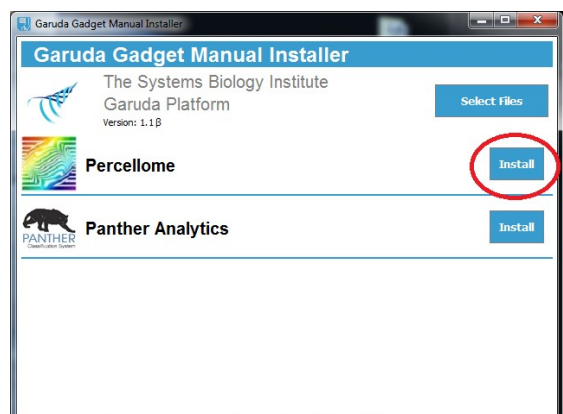 Garuda Gadget Manual Installer
Garuda Gadget Manual Installer
The Systems Biology Institute
Garuda Platform
Version: 1.1β
Select Files
Percellome
Install
PANTHER
Classification System
Panther Analytics
Install